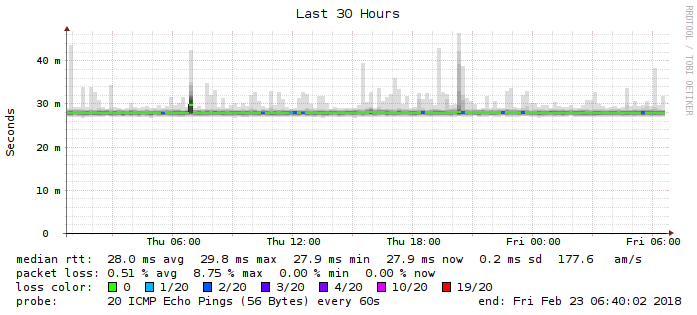 Last 30 Hours
RRDTOOL / TOBI OETIKER
Seconds
40 m
30 m
20 m
10 m
0
Thu 06:00 Thu 12:00 Thu 18:00 Fri 00:00 Fri 06:00
median rtt: 28.0 ms avg 29.8 ms max 27.9 ms min 27.9 ms now 0.2 ms sd 177.6 am/s
packet loss: 0.51 % avg 8.75 % max 0.00 % min 0.00 % now
loss color: 0 1/20 2/20 3/20 4/20 10/20 19/20
probe: 20 ICMP Echo Pings (56 Bytes) every 60s end: Fri Feb 23 06:40:02 2018